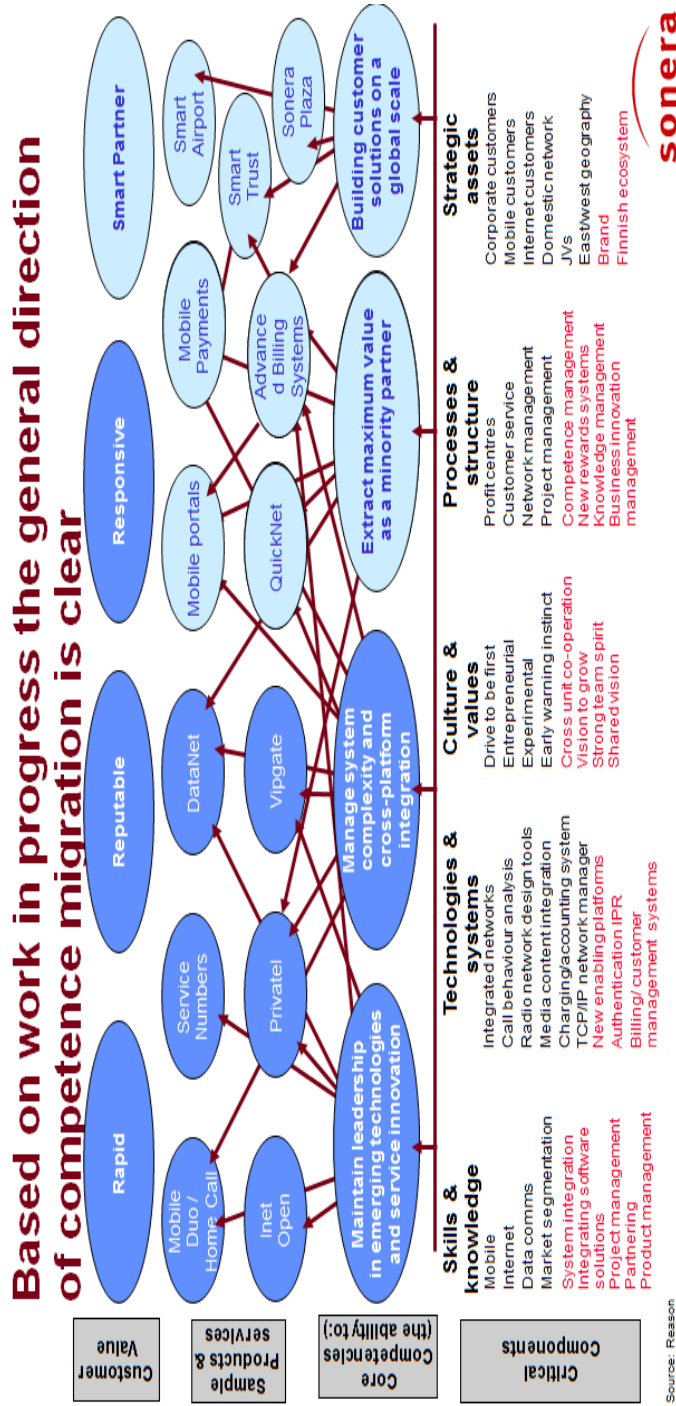 Based on work in progress the general direction
of competence migration is clear
Customer
Value
Rapid
Reputable
Responsive
Smart Partner
Sample
Products &
services
Mobile
Duo /
Home Call
Service
Numbers
DataNet
Mobile portals
Mobile
Payments
Smart
Airport
Inet
Open
Privatel
Vipgate
QuickNet
Advance
d Billing
Systems
Smart
Trust
Sonera
Plaza
Core
Competencies
(the ability to:)
Maintain leadership
in emerging technologies
and service innovation
Manage system
complexity and
cross-platform
integration
Extract maximum value
as a minority partner
Building customer
solutions on a
global scale
Critical
Components
Skills &
knowledge
Mobile
Internet
Data comms
Market segmentation
System integration
Integrating software
solutions
Project management
Partnering
Product management
Technologies &
systems
Integrated networks
Call behaviour analysis
Radio network design tools
Media content integration
Charging/accounting system
TCP/IP network manager
New enabling platforms
Authentication IPR
Billing/ customer
management systems
Culture &
values
Drive to be first
Entrepreneurial
Experimental
Early warning instinct
Cross unit co-operation
Vision to grow
Strong team spirit
Shared vision
Processes &
structure
Profit centres
Customer service
Network management
Project management
Competence management
New rewards systems
Knowledge management
Business innovation
management
Strategic
assets
Corporate customers
Mobile customers
Internet customers
Domestic network
JVs
East/west geography
Brand
Finnish ecosystem
Source: Reason
sonera